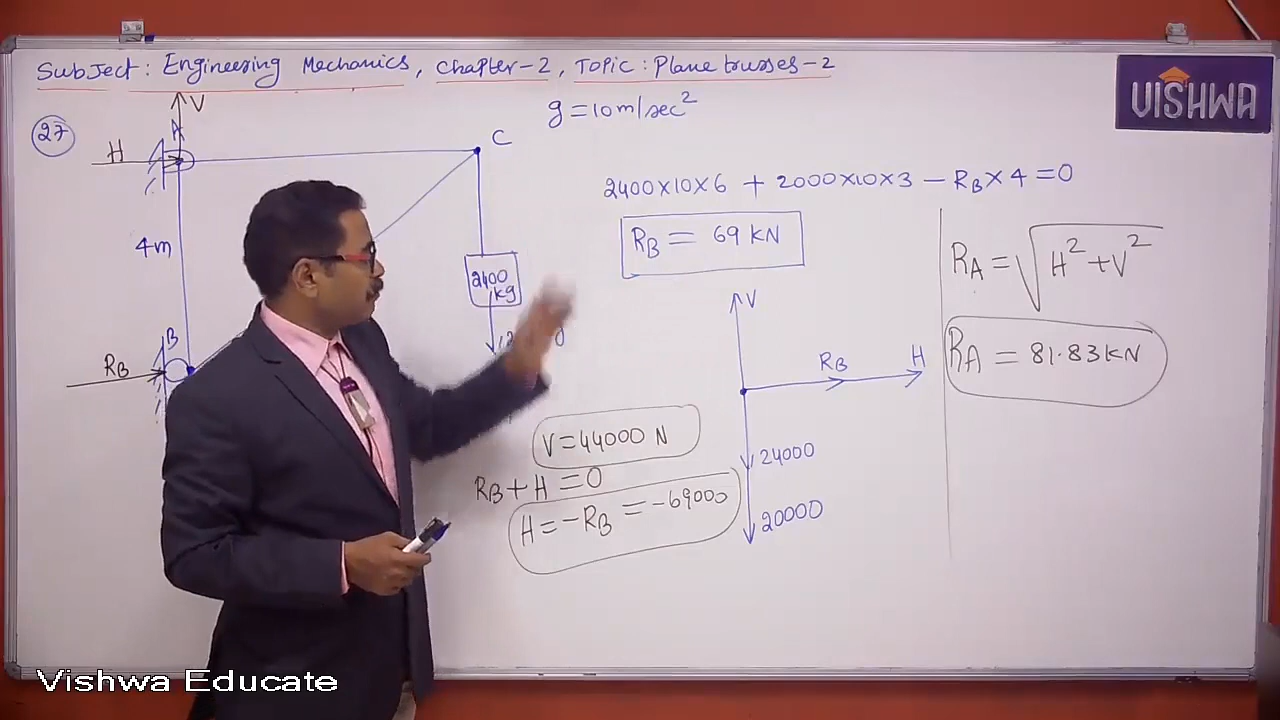 Subject: Engineering Mechanics, Chapter-2, Topic: Plane trusses-2
VISHWA
27
g = 10 m/sec²
V
A
H
C
4m
2400 kg
B
RB
2400×10×6 + 2000×10×3 − RB×4 = 0
RB = 69 KN
V
RB
H
24000
20000
V = 44000 N
RB + H = 0
H = −RB = −69000
RA = √H² + V²
RA = 81.83 KN
Vishwa Educate